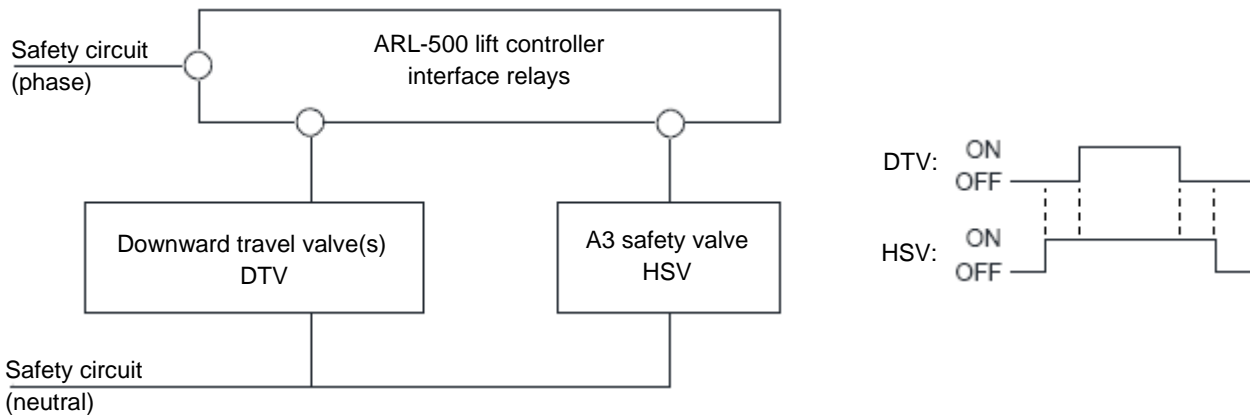 Safety circuit
(phase)
ARL-500 lift controller
interface relays
Downward travel valve(s)
DTV
A3 safety valve
HSV
Safety circuit
(neutral)
DTV:
ON
OFF
HSV:
ON
OFF